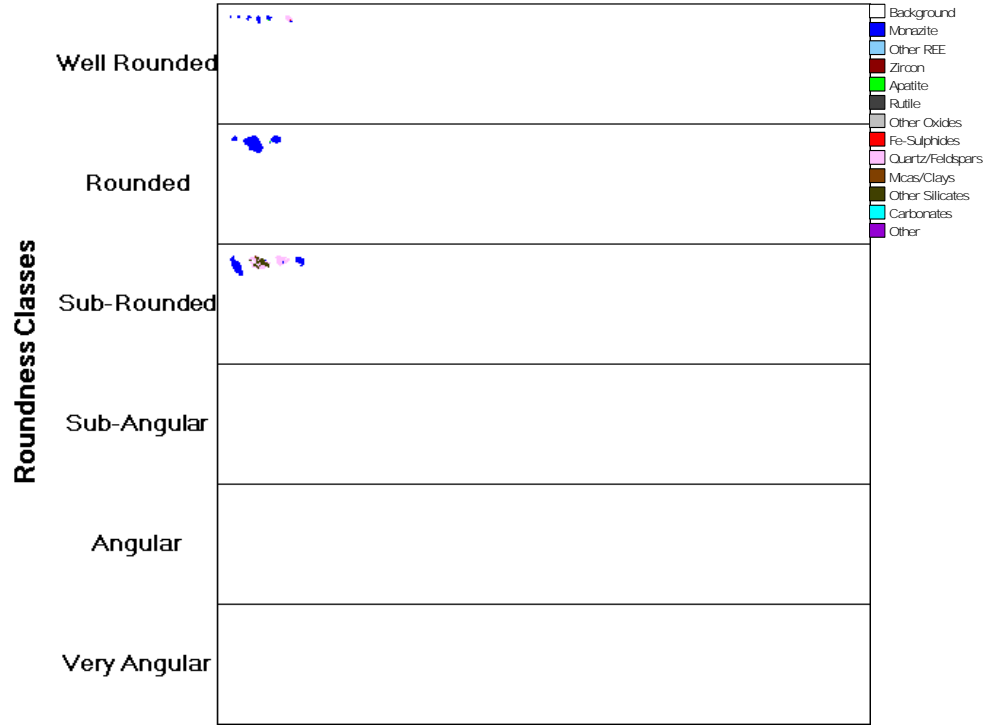 Roundness Classes
Well Rounded
Rounded
Sub-Rounded
Sub-Angular
Angular
Very Angular
Background
Monazite
Other REE
Zircon
Apatite
Rutile
Other Oxides
Fe-Sulphides
Quartz/Feldspars
Micas/Clays
Other Silicates
Carbonates
Other